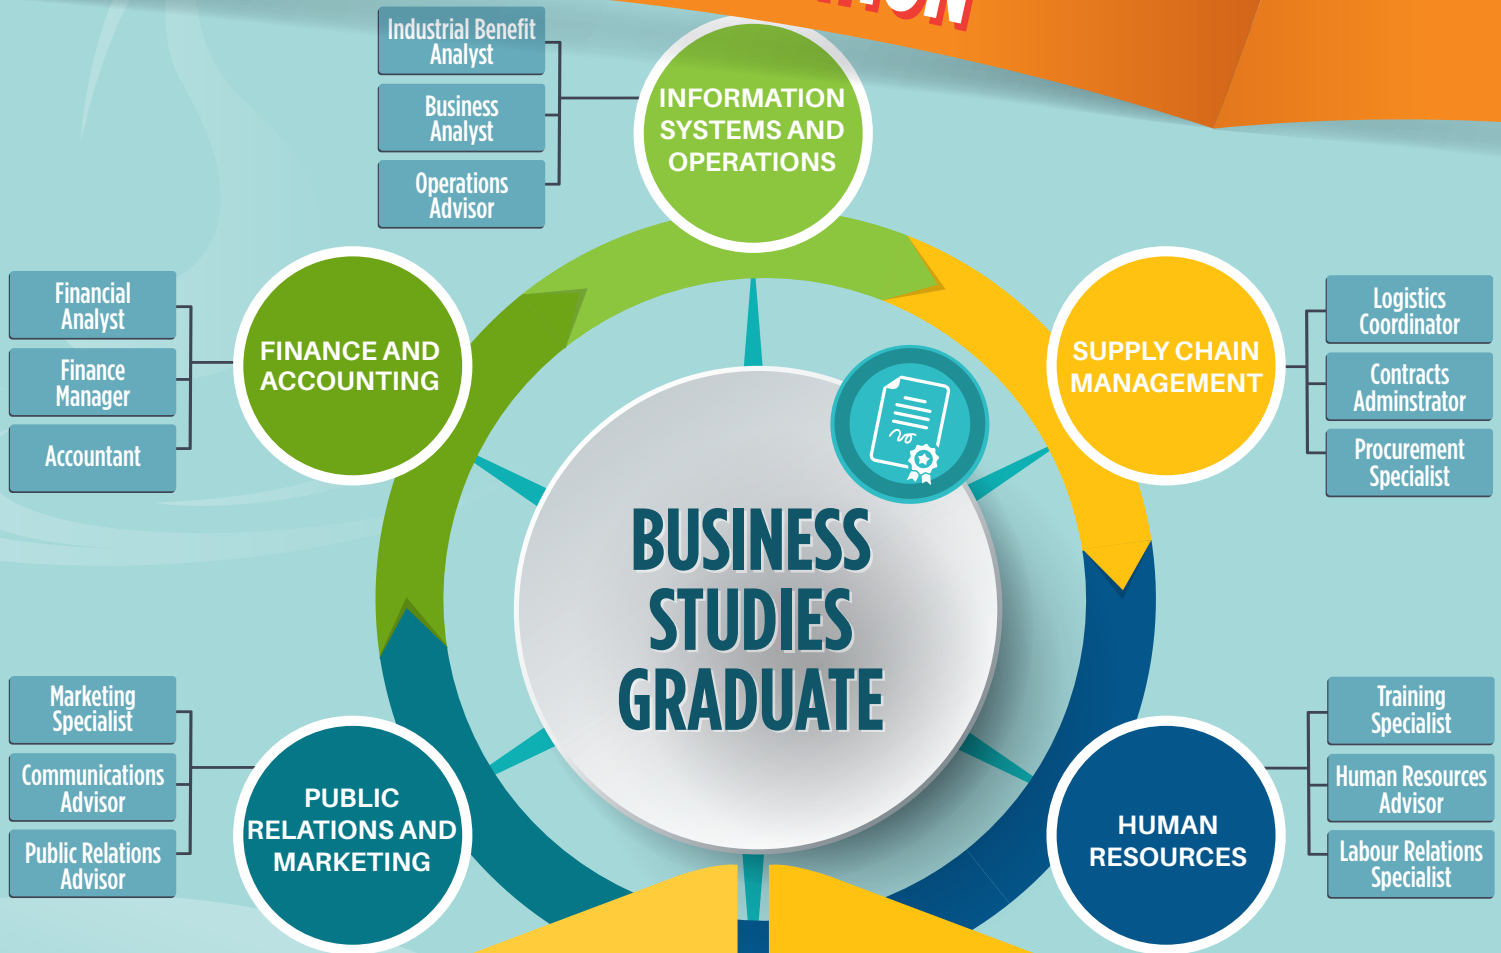 Industrial Benefit
Analyst
Business
Analyst
Operations
Advisor
INFORMATION
SYSTEMS AND
OPERATIONS
Financial
Analyst
Finance
Manager
Accountant
FINANCE AND
ACCOUNTING
SUPPLY CHAIN
MANAGEMENT
Logistics
Coordinator
Contracts
Adminstrator
Procurement
Specialist
BUSINESS
STUDIES
GRADUATE
Marketing
Specialist
Communications
Advisor
Public Relations
Advisor
PUBLIC
RELATIONS AND
MARKETING
HUMAN
RESOURCES
Training
Specialist
Human Resources
Advisor
Labour Relations
Specialist